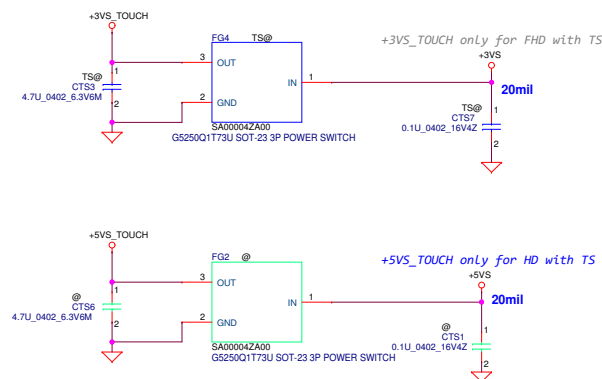 +3VS_TOUCH
FG4 TS@
+3VS_TOUCH only for FHD with TS
+3VS
3 OUT
IN 1
20mil
TS@ 1
CTS3
4.7U_0402_6.3V6M
2
2 GND
TS@ 1
CTS7
0.1U_0402_16V4Z
2
SA00004ZA00
G5250Q1T73U SOT-23 3P POWER SWITCH
+5VS_TOUCH
FG2 @
+5VS_TOUCH only for HD with TS
+5VS
3 OUT
IN 1
20mil
@ 1
CTS6
4.7U_0402_6.3V6M
2
2 GND
@ 1
CTS1
0.1U_0402_16V4Z
2
SA00004ZA00
G5250Q1T73U SOT-23 3P POWER SWITCH